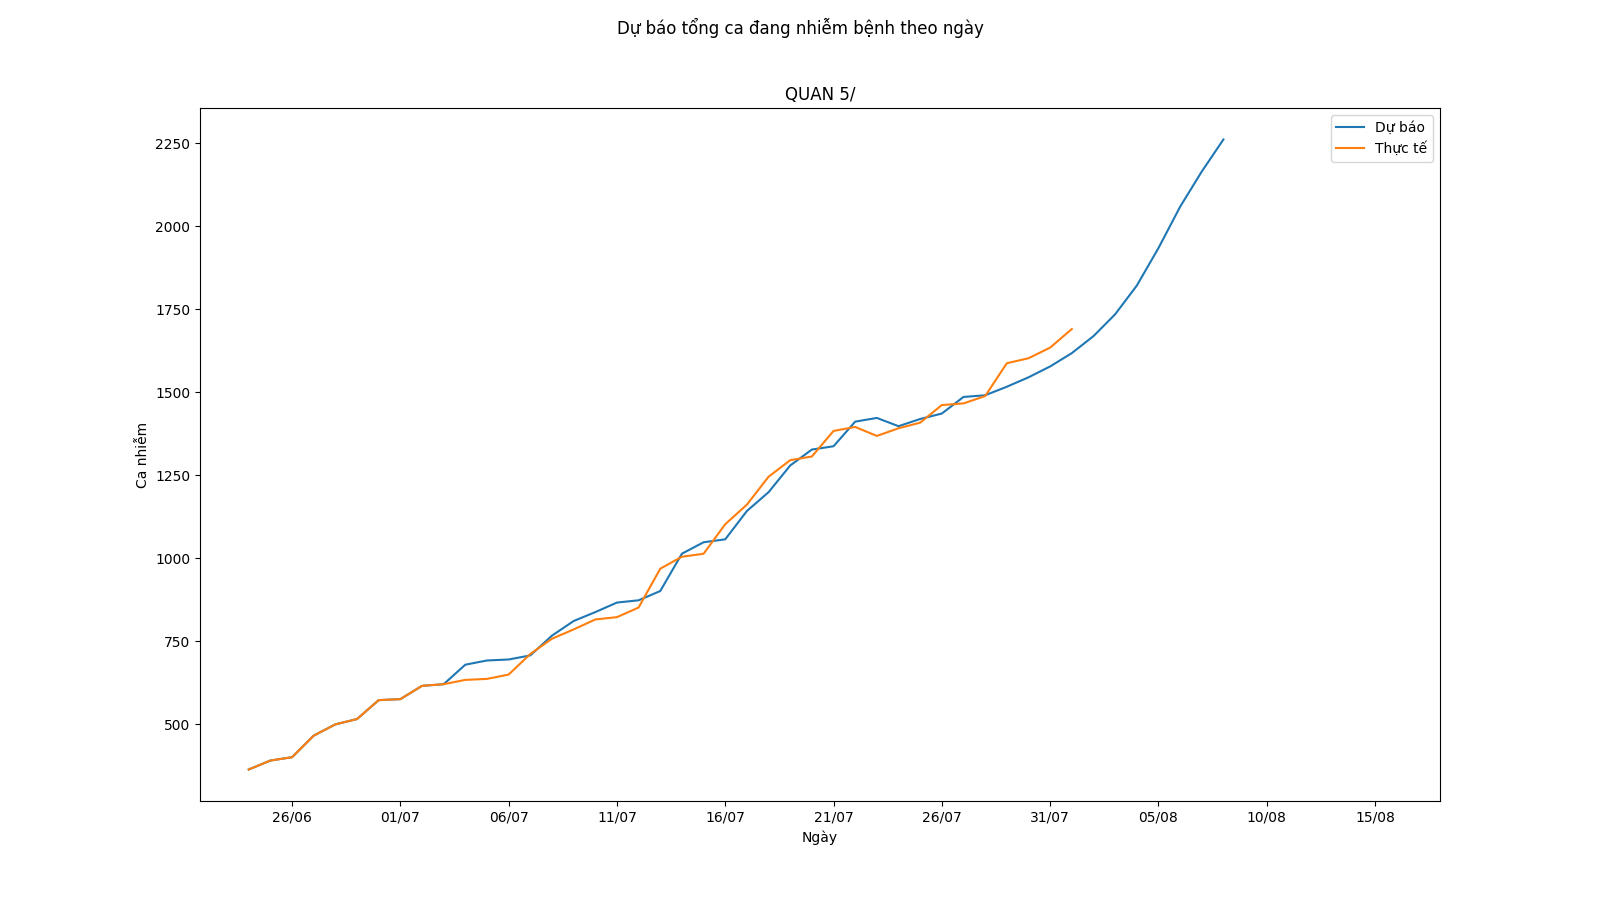 Dự báo tổng ca đang nhiễm bệnh theo ngày
QUAN 5/
Dự báo
Thực tế
2250
2000
1750
1500
1250
1000
750
500
Ca nhiễm
26/06 01/07 06/07 11/07 16/07 21/07 26/07 31/07 05/08 10/08 15/08
Ngày